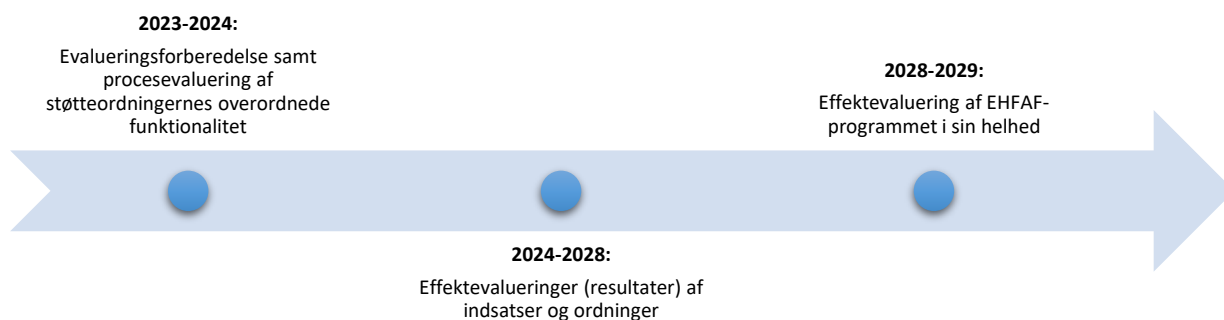 2023-2024:
Evalueringsforberedelse samt
procesevaluering af
støtteordningernes overordnede
funktionalitet
2024-2028:
Effektevalueringer (resultater) af
indsatser og ordninger
2028-2029:
Effektevaluering af EHFAF-
programmet i sin helhed